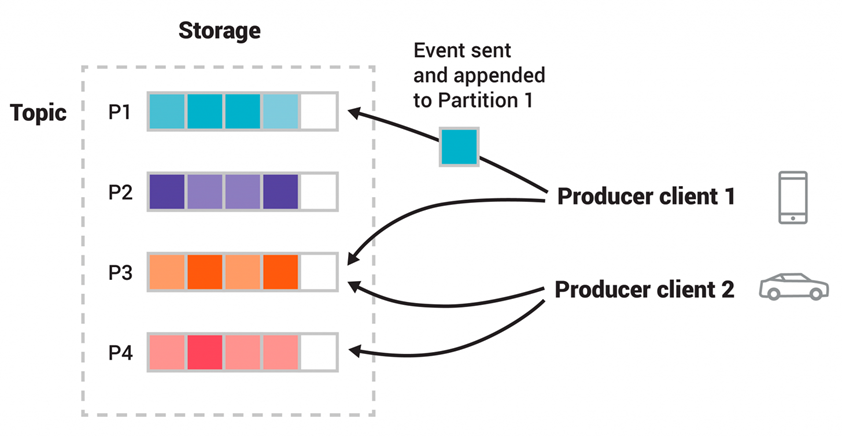 Storage
Event sent
and appended
to Partition 1
Topic
P1
P2
Producer client 1
P3
Producer client 2
P4